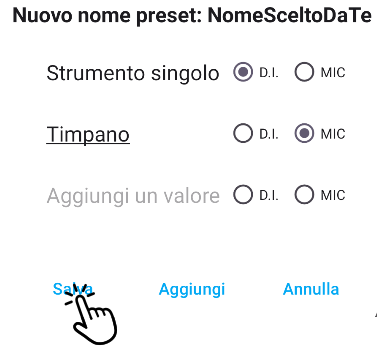 Nuovo nome preset: NomeSceltoDaTe
Strumento singolo D.I. MIC
Timpano D.I. MIC
Aggiungi un valore D.I. MIC
Salva Aggiungi Annulla